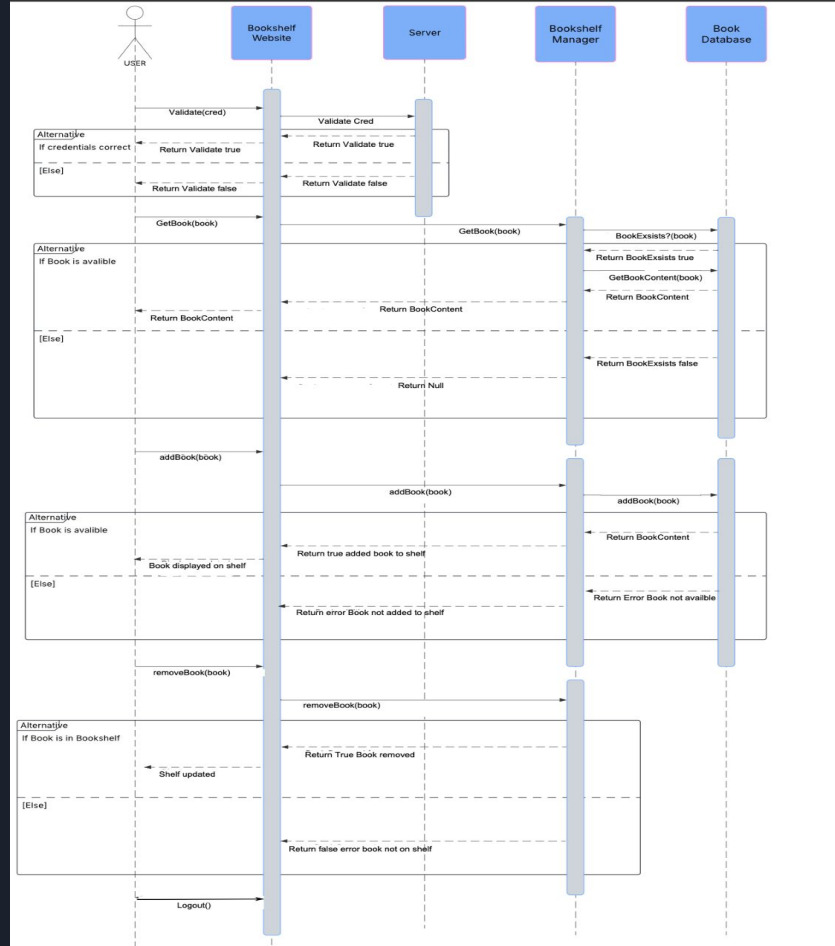 USER
Bookshelf
Website
Server
Bookshelf
Manager
Book
Database
Validate(cred)
Validate Cred
Alternative
If credentials correct
Return Validate true
Return Validate true
[Else]
Return Validate false
Return Validate false
GetBook(book)
GetBook(book)
BookExsists?(book)
Alternative
If Book is avalible
Return BookExsists true
GetBookContent(book)
Return BookContent
Return BookContent
Return BookContent
[Else]
Return BookExsists false
Return Null
addBook(book)
addBook(book)
addBook(book)
Alternative
If Book is avalible
Return BookContent
Return true added book to shelf
Book displayed on shelf
[Else]
Return Error Book not availble
Return error Book not added to shelf
removeBook(book)
removeBook(book)
Alternative
If Book is in Bookshelf
Return True Book removed
Shelf updated
[Else]
Return false error book not on shelf
Logout()